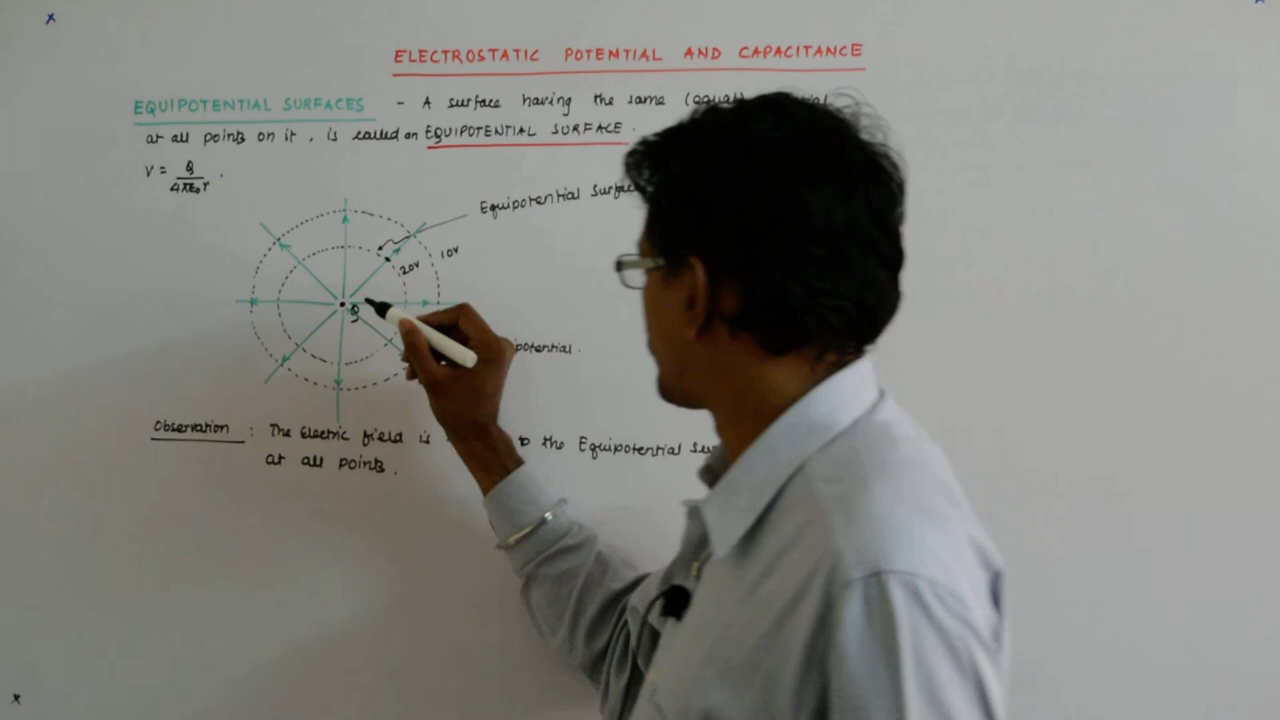 ELECTROSTATIC POTENTIAL AND CAPACITANCE
EQUIPOTENTIAL SURFACES - A surface having the same (equal)
at all points on it, is called an EQUIPOTENTIAL SURFACE.
V = Q / 4πε₀r .
Equipotential Surfac
10V
20V
Q
potential.
Observation : The Electric field is to the Equipotential Su
at all points.